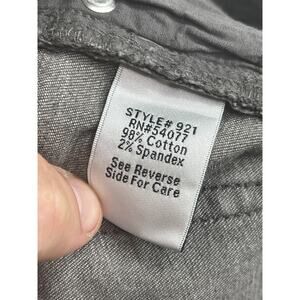 STYLE# 921
RN#54077
98% Cotton
2% Spandex
See Reverse
Side For Care